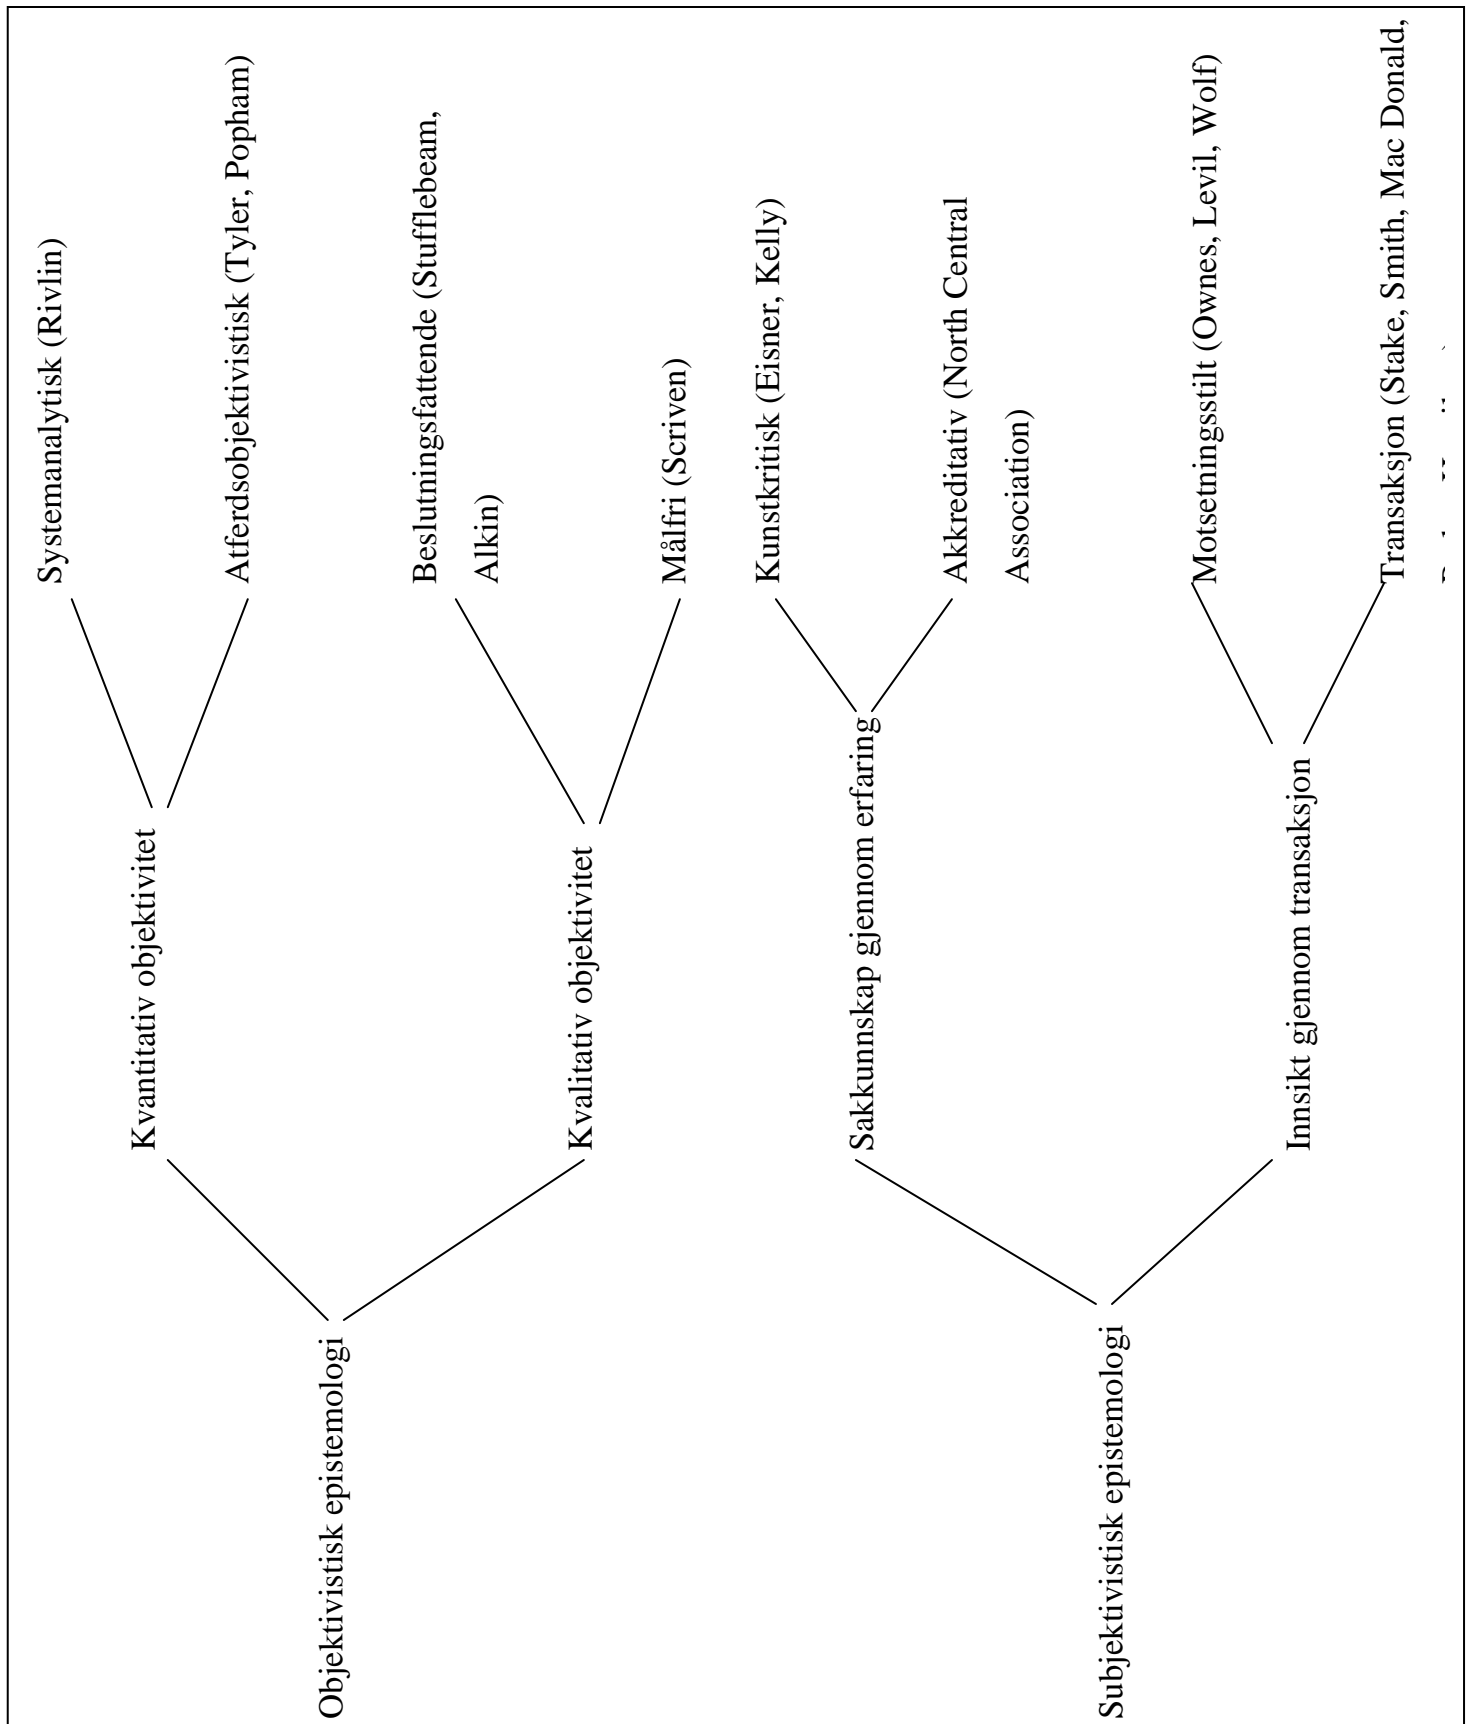 Systemanalytisk (Rivlin)
Kvantitativ objektivitet
Atferdsobjektivistisk (Tyler, Popham)
Objektivistisk epistemologi
Beslutningsfattende (Stufflebeam,
Alkin)
Kvalitativ objektivitet
Målfri (Scriven)
Kunstkritisk (Eisner, Kelly)
Sakkunnskap gjennom erfaring
Akkreditativ (North Central
Association)
Subjektivistisk epistemologi
Motsetningsstilt (Ownes, Levil, Wolf)
Innsikt gjennom transaksjon
Transaksjon (Stake, Smith, Mac Donald,